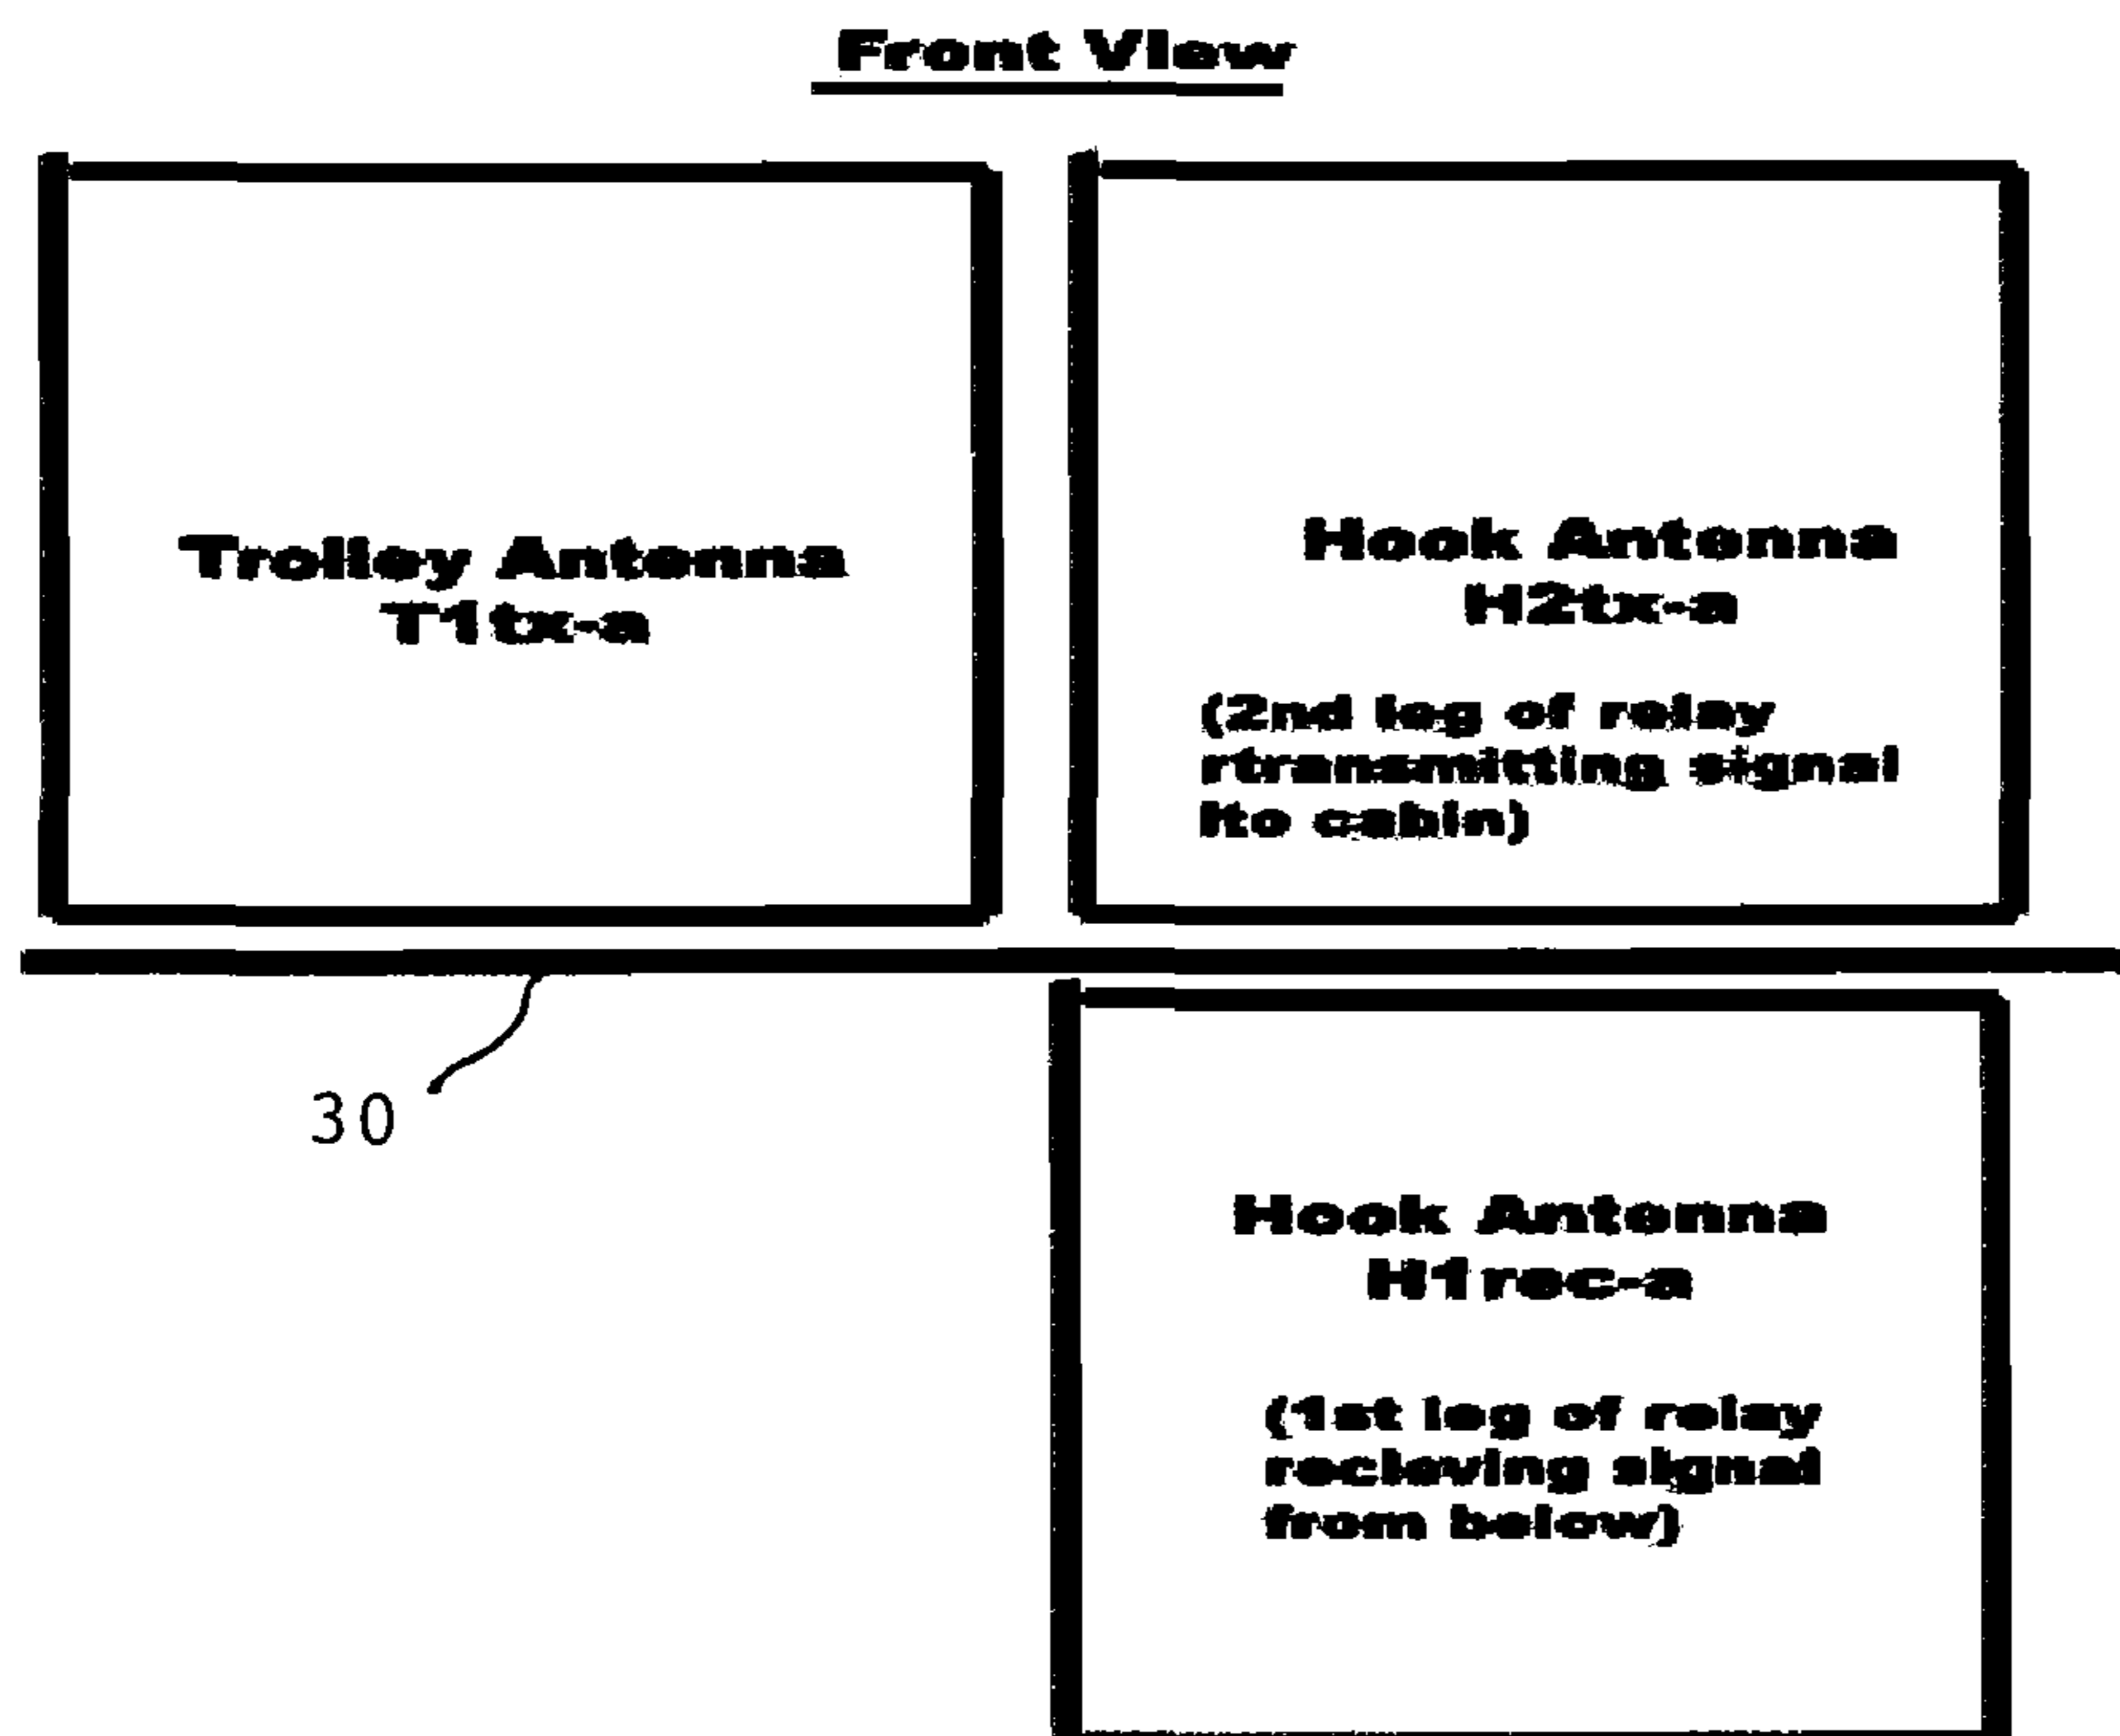 Front View
Trolley Antenna
T1tx-a
Hook Antenna
H2tx-a
(2nd leg of relay
rtransmitting signal
to cabin)
30
Hook Antenna
H1rec-a
(1st leg of relay
recieving signal
from below)